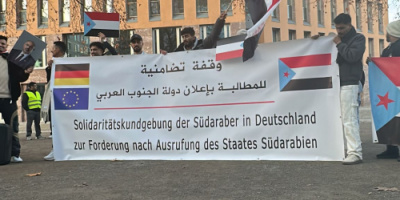 وقفة تضامنية
للمطالبة بإعلان دولة الجنوب العربي
Solidaritätskundgebung der Südaraber in Deutschland
zur Forderung nach Ausrufung des Staates Südarabien